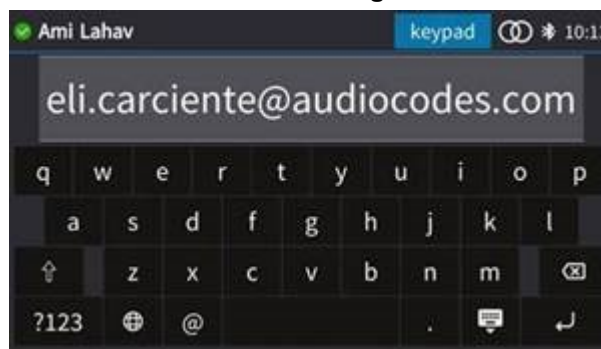 Ami Lahav keypad 10:1
eli.carciente@audiocodes.com
q w e r t y u i o p
a s d f g h j k l
z x c v b n m
?123 @ .